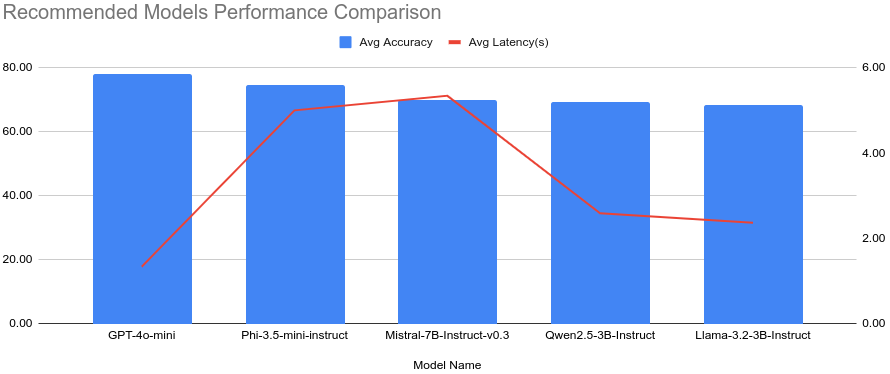 Recommended Models Performance Comparison
Avg Accuracy Avg Latency(s)
80.00 6.00
60.00
4.00
40.00
2.00
20.00
0.00 0.00
GPT-4o-mini Phi-3.5-mini-instruct Mistral-7B-Instruct-v0.3 Qwen2.5-3B-Instruct Llama-3.2-3B-Instruct
Model Name